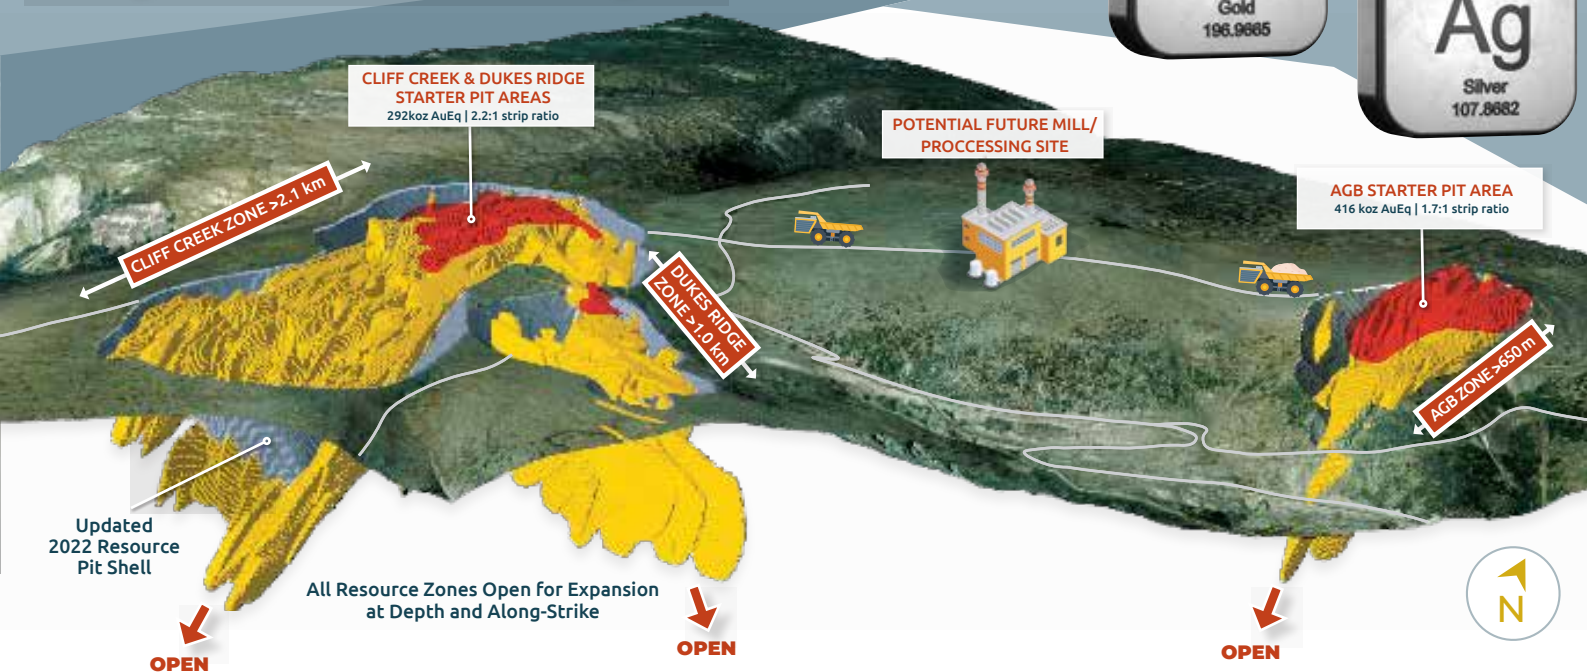 Gold
196.9665
Ag
Silver
107.8682
CLIFF CREEK & DUKES RIDGE
STARTER PIT AREAS
292koz AuEq | 2.2:1 strip ratio
POTENTIAL FUTURE MILL/
PROCCESSING SITE
AGB STARTER PIT AREA
416 koz AuEq | 1.7:1 strip ratio
CLIFF CREEK ZONE >2.1 km
DUKES RIDGE
ZONE >1.0 km
AGB ZONE >650 m
Updated
2022 Resource
Pit Shell
All Resource Zones Open for Expansion
at Depth and Along-Strike
OPEN
OPEN
OPEN
N